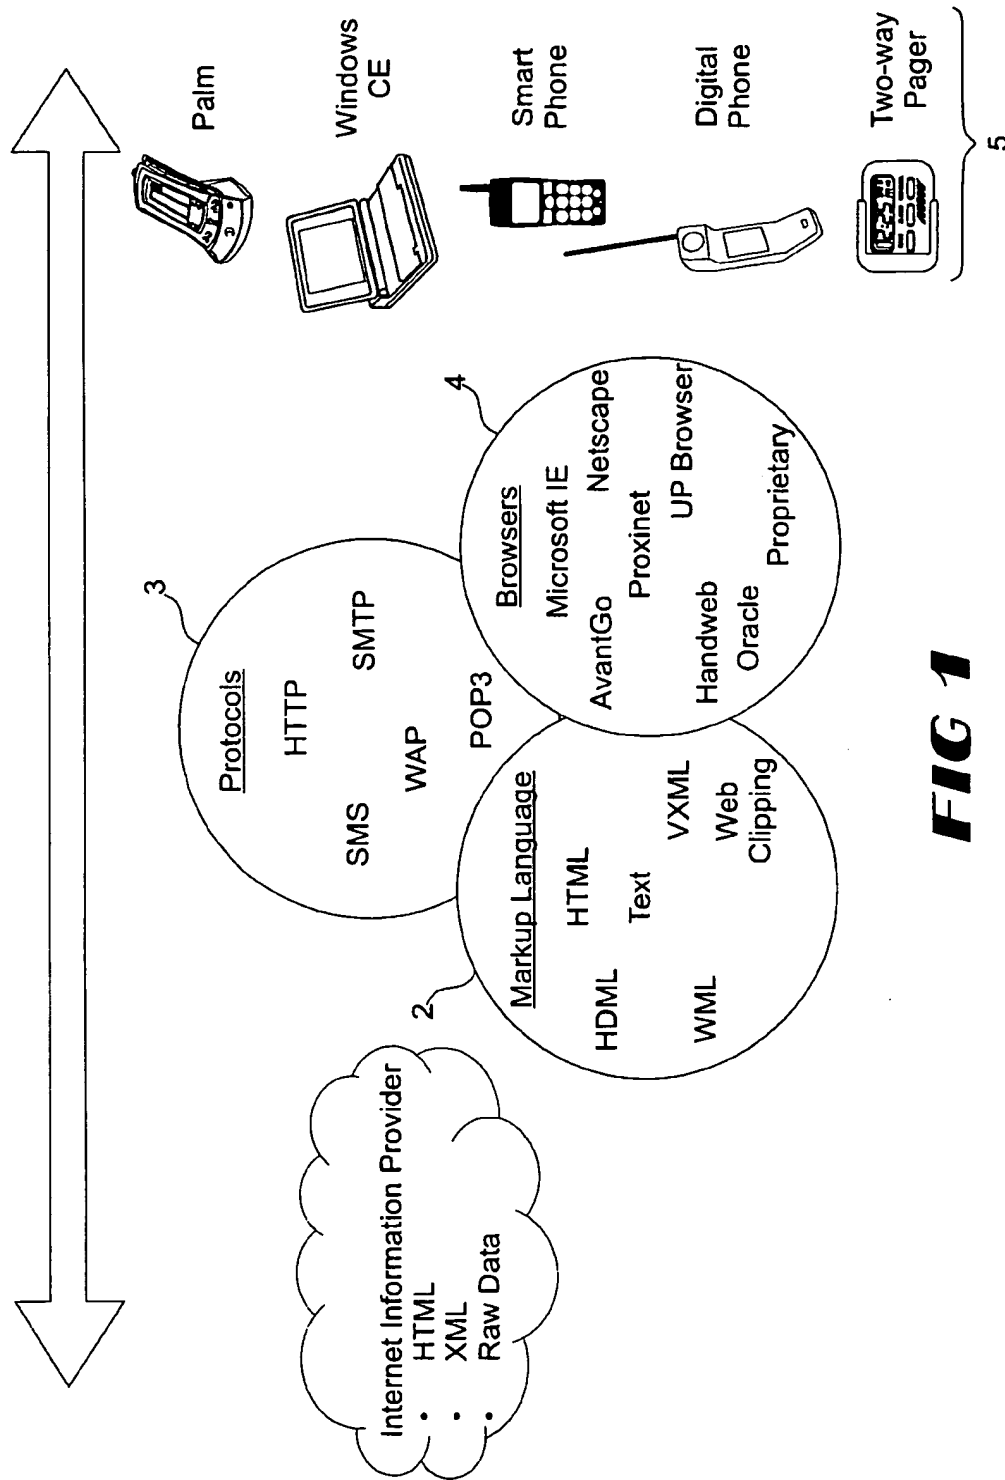 Internet Information Provider
• HTML
• XML
• Raw Data
2
Markup Language
HDML
HTML
Text
WML
VXML
Web
Clipping
3
Protocols
HTTP
SMS
SMTP
WAP
POP3
4
Browsers
Microsoft IE
AvantGo
Netscape
Proxinet
UP Browser
Handweb
Oracle
Proprietary
Palm
Windows
CE
Smart
Phone
Digital
Phone
12:25
Two-way
Pager
5
FIG 1